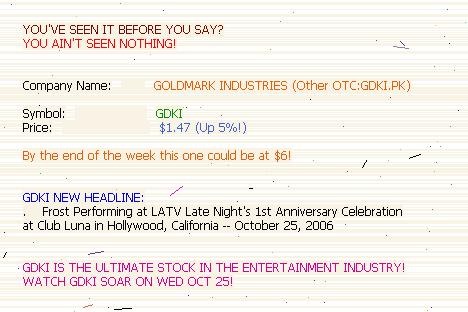 YOU'VE SEEN IT BEFORE YOU SAY?
YOU AIN'T SEEN NOTHING!
Company Name: GOLDMARK INDUSTRIES (Other OTC:GDKI.PK)
Symbol: GDKI
Price: $1.47 (Up 5%!)
By the end of the week this one could be at $6!
GDKI NEW HEADLINE:
. Frost Performing at LATV Late Night's 1st Anniversary Celebration
at Club Luna in Hollywood, California -- October 25, 2006
GDKI IS THE ULTIMATE STOCK IN THE ENTERTAINMENT INDUSTRY!
WATCH GDKI SOAR ON WED OCT 25!